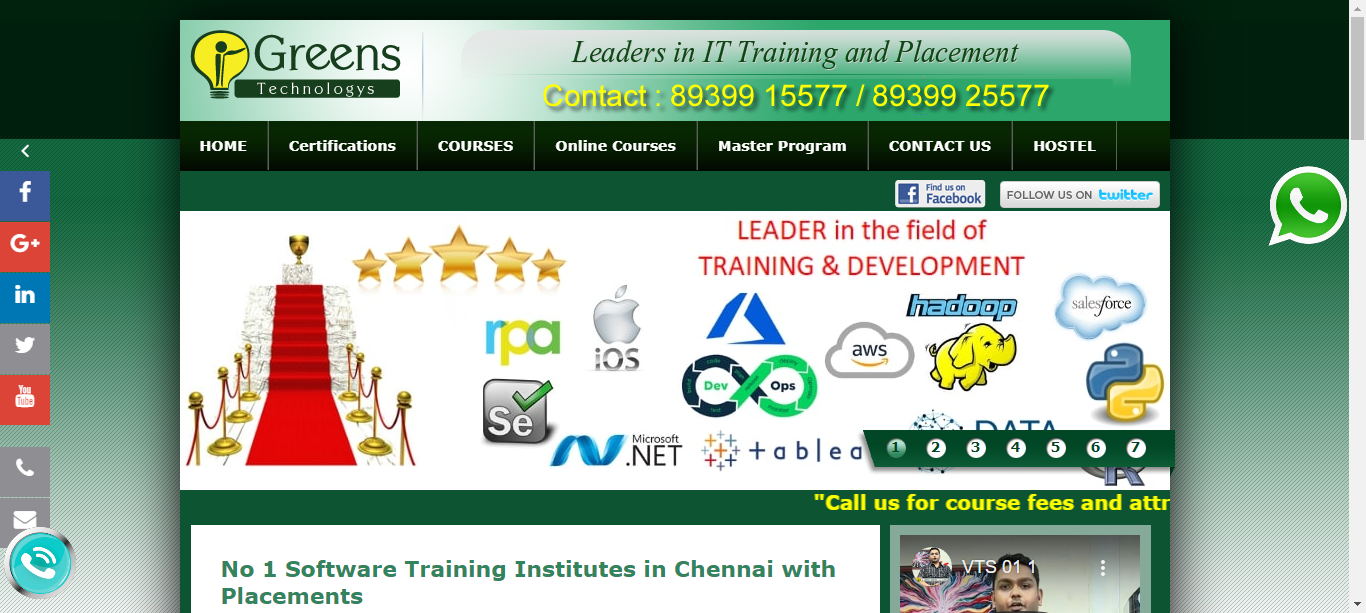 Greens
Technologys
Leaders in IT Training and Placement
Contact : 89399 15577 / 89399 25577
HOME
Certifications
COURSES
Online Courses
Master Program
CONTACT US
HOSTEL
Find us on
Facebook
FOLLOW US ON twitter
f
G+
in
You
Tube
LEADER in the field of
TRAINING & DEVELOPMENT
rpa
iOS
hadoop
salesforce
aws
Dev Ops
Se
Microsoft
.NET
+ a b l e a
DATA
R
1 2 3 4 5 6 7
"Call us for course fees and attr
No 1 Software Training Institutes in Chennai with
Placements
VTS 01 1